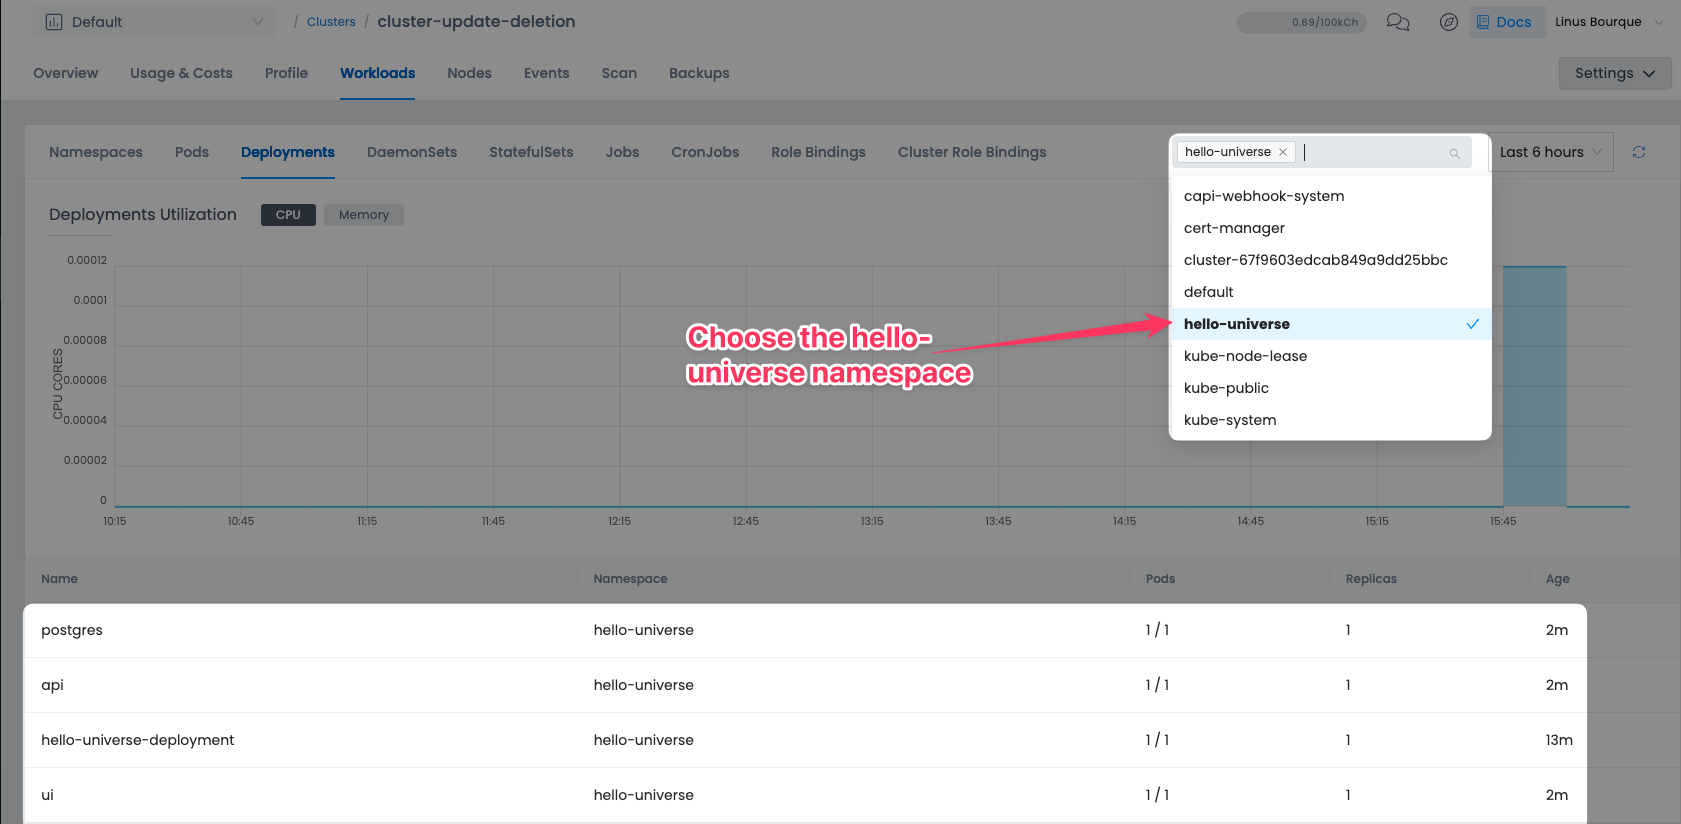 Default / Clusters / cluster-update-deletion 0.69/100kCh Docs Linus Bourque
Overview Usage & Costs Profile Workloads Nodes Events Scan Backups Settings
Namespaces Pods Deployments DaemonSets StatefulSets Jobs CronJobs Role Bindings Cluster Role Bindings hello-universe Last 6 hours
capi-webhook-system
cert-manager
cluster-67f9603edcab849a9dd25bbc
default
hello-universe
kube-node-lease
kube-public
kube-system
Deployments Utilization CPU Memory
CPU CORES
0.00012
0.0001
0.00008
0.00006
0.00004
0.00002
0
10:15 10:45 11:15 11:45 12:15 12:45 13:15 13:45 14:15 14:45 15:15 15:45
Choose the hello-
universe namespace
Name Namespace Pods Replicas Age
postgres hello-universe 1 / 1 1 2m
api hello-universe 1 / 1 1 2m
hello-universe-deployment hello-universe 1 / 1 1 13m
ui hello-universe 1 / 1 1 2m